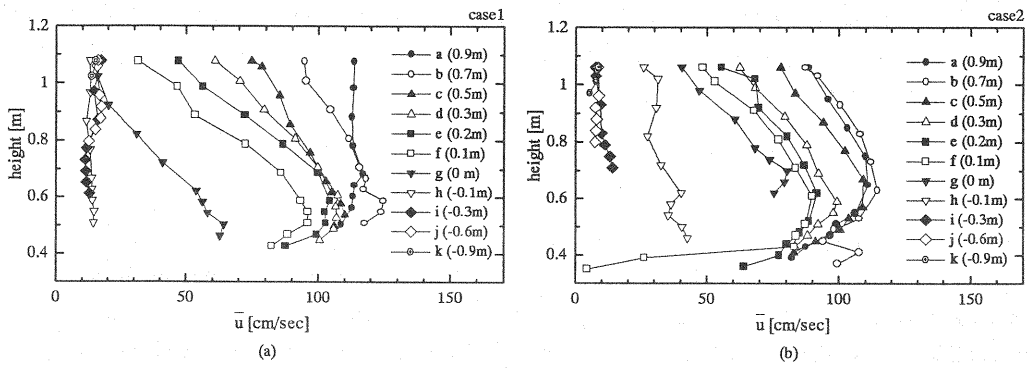 case1
1.2
1
0.8
0.6
0.4
height [m]
a (0.9m)
b (0.7m)
c (0.5m)
d (0.3m)
e (0.2m)
f (0.1m)
g (0 m)
h (-0.1m)
i (-0.3m)
j (-0.6m)
k (-0.9m)
0 50 100 150
u̅ [cm/sec]
(a)
case2
1.2
1
0.8
0.6
0.4
height [m]
a (0.9m)
b (0.7m)
c (0.5m)
d (0.3m)
e (0.2m)
f (0.1m)
g (0 m)
h (-0.1m)
i (-0.3m)
j (-0.6m)
k (-0.9m)
0 50 100 150
u̅ [cm/sec]
(b)